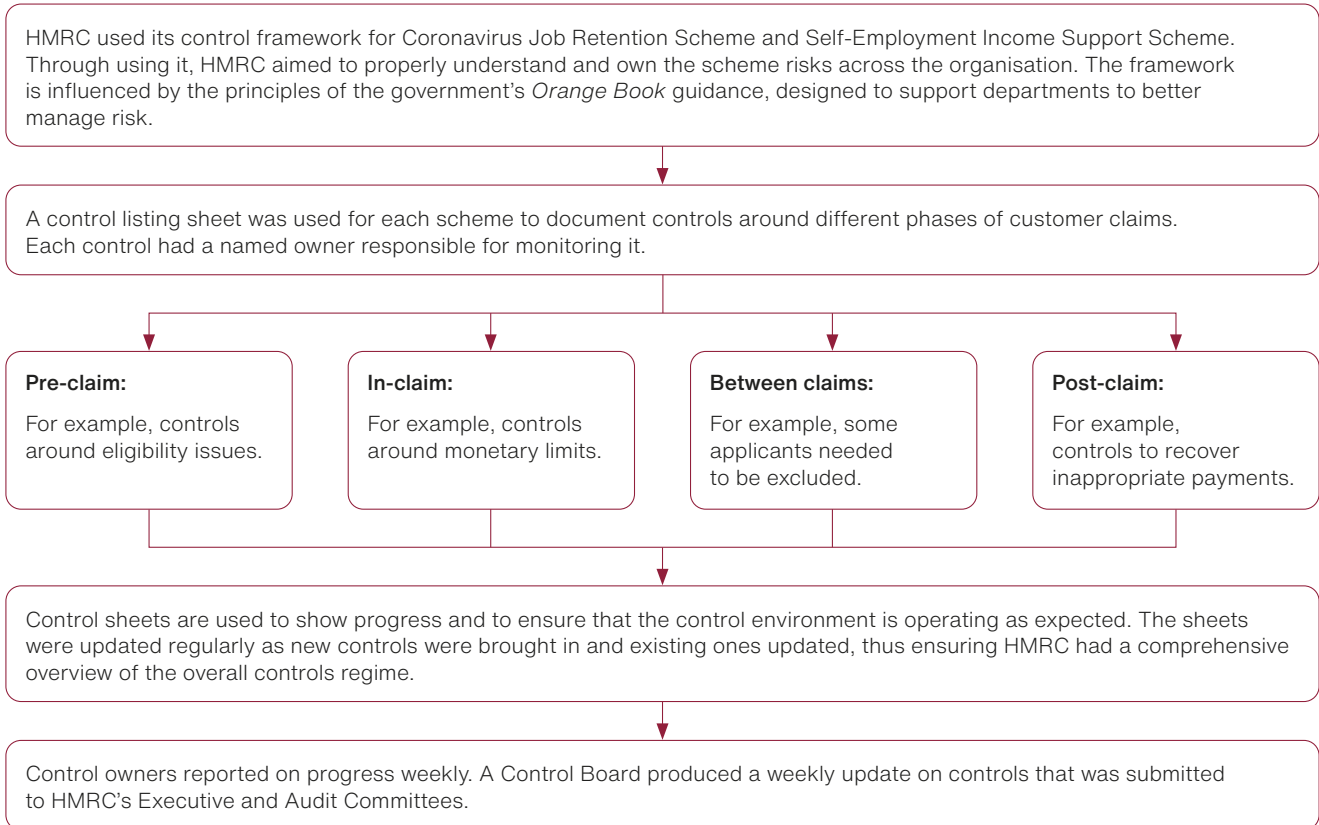 HMRC used its control framework for Coronavirus Job Retention Scheme and Self-Employment Income Support Scheme.
Through using it, HMRC aimed to properly understand and own the scheme risks across the organisation. The framework
is influenced by the principles of the government’s Orange Book guidance, designed to support departments to better
manage risk.
A control listing sheet was used for each scheme to document controls around different phases of customer claims.
Each control had a named owner responsible for monitoring it.
Pre-claim:
For example, controls
around eligibility issues.
In-claim:
For example, controls
around monetary limits.
Between claims:
For example, some
applicants needed
to be excluded.
Post-claim:
For example,
controls to recover
inappropriate payments.
Control sheets are used to show progress and to ensure that the control environment is operating as expected. The sheets
were updated regularly as new controls were brought in and existing ones updated, thus ensuring HMRC had a comprehensive
overview of the overall controls regime.
Control owners reported on progress weekly. A Control Board produced a weekly update on controls that was submitted
to HMRC’s Executive and Audit Committees.